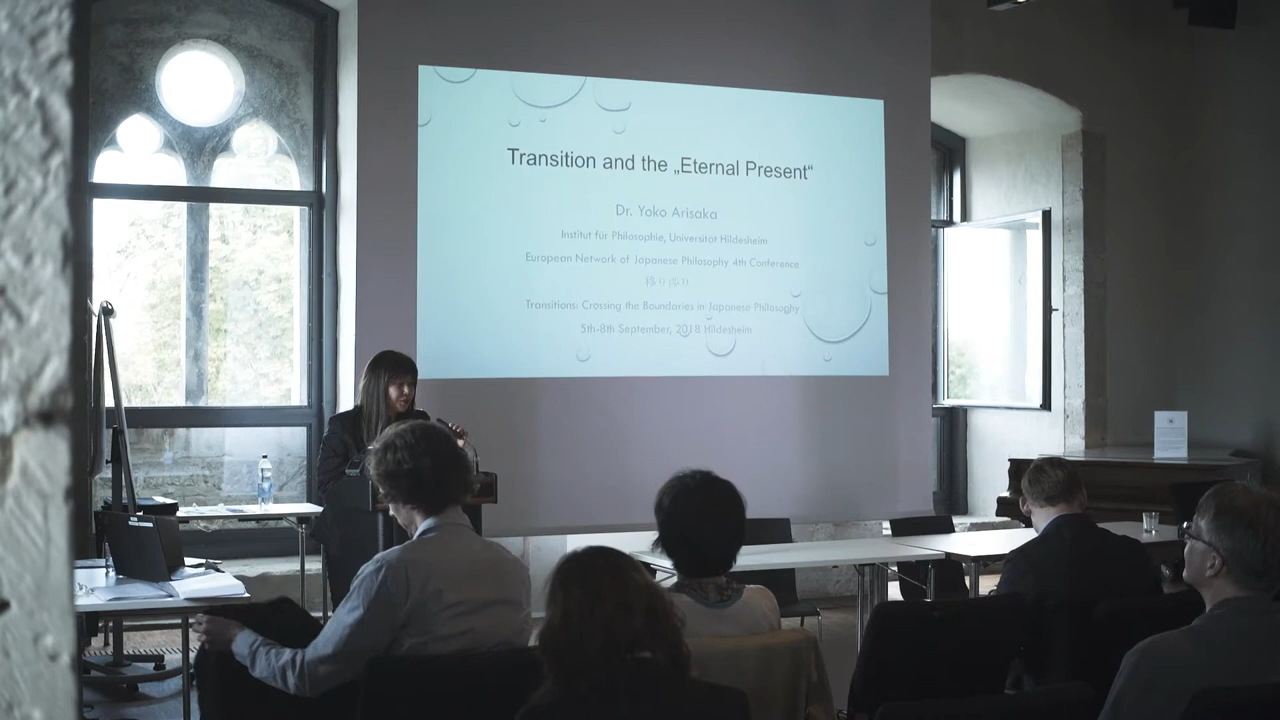 Transition and the „Eternal Present“
Dr. Yoko Arisaka
Institut für Philosophie, Universität Hildesheim
European Network of Japanese Philosophy 4th Conference
Transitions: Crossing the Boundaries in Japanese Philosophy
5th-8th September, 2018 Hildesheim